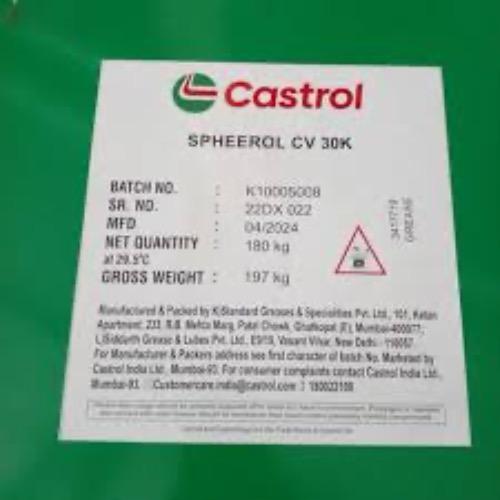 Castrol
SPHEEROL CV 30K
BATCH NO. : K10005008
SR. NO. : 22DX 022
MFD : 04/2024
NET QUANTITY : 180 kg
at 29.5°C
GROSS WEIGHT : 197 kg
3417719
GREASE
Manufactured & Packed by K)Standard Greases & Specialities Pvt. Ltd., 101, Ketan
Apartment, 233, R.B. Mehta Marg, Patel Chowk, Ghatkopar (E), Mumbai-400077,
L)Siddarth Grease & Lubes Pvt. Ltd., E9/19, Vasant Vihar, New Delhi - 110057.
For Manufacturer & Packers address see first character of batch No. Marketed by
Castrol India Ltd., Mumbai-93. For consumer complaints contact Castrol India Ltd.,
Mumbai-93. Customercare.india@castrol.com : 180022100